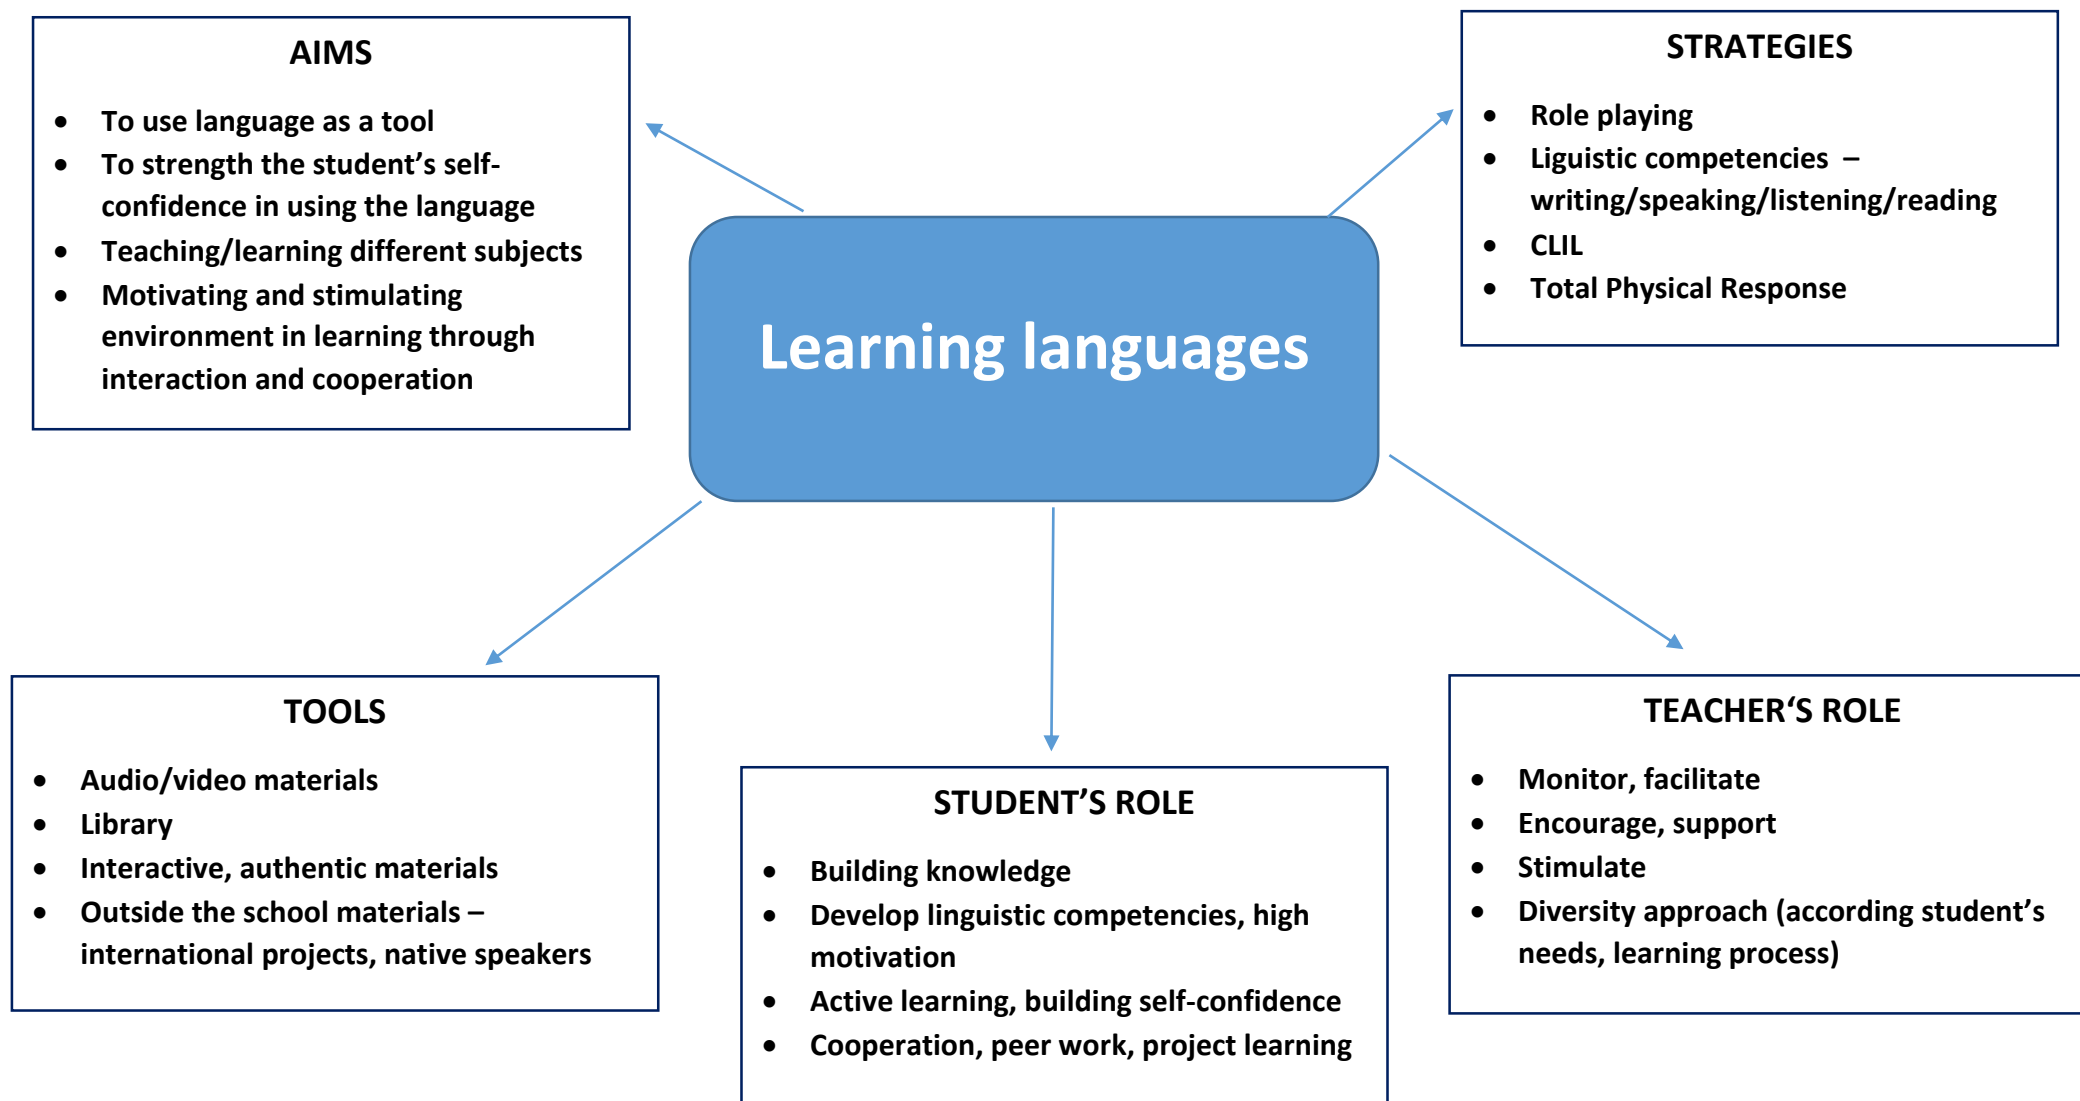 AIMS
• To use language as a tool
• To strength the student’s self-
confidence in using the language
• Teaching/learning different subjects
• Motivating and stimulating
environment in learning through
interaction and cooperation
STRATEGIES
• Role playing
• Liguistic competencies –
writing/speaking/listening/reading
• CLIL
• Total Physical Response
Learning languages
TOOLS
• Audio/video materials
• Library
• Interactive, authentic materials
• Outside the school materials –
international projects, native speakers
STUDENT’S ROLE
• Building knowledge
• Develop linguistic competencies, high
motivation
• Active learning, building self-confidence
• Cooperation, peer work, project learning
TEACHER‘S ROLE
• Monitor, facilitate
• Encourage, support
• Stimulate
• Diversity approach (according student’s
needs, learning process)